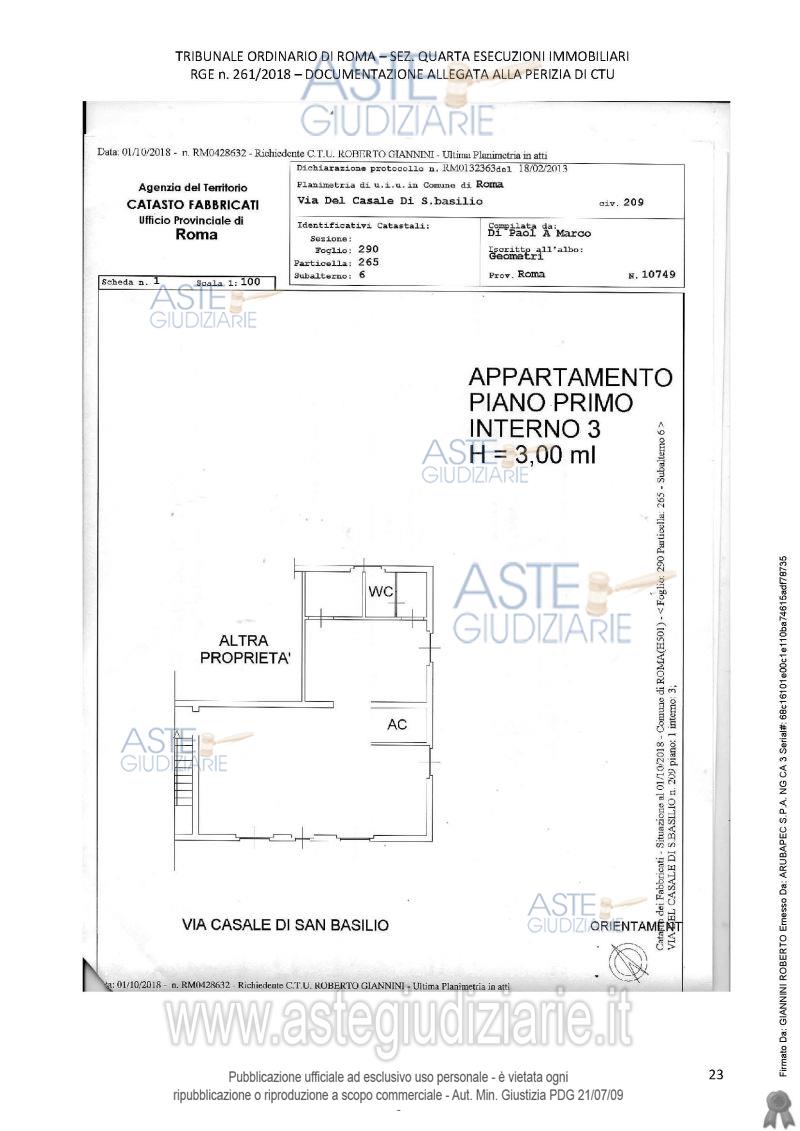 TRIBUNALE ORDINARIO DI ROMA – SEZ. QUARTA ESECUZIONI IMMOBILIARI
RGE n. 261/2018 – DOCUMENTAZIONE ALLEGATA ALLA PERIZIA DI CTU
ASTE
GIUDIZIARIE
Data: 01/10/2018 - n. RM0428632 - Richiedente C.T.U. ROBERTO GIANNINI - Ultima Planimetria in atti
Agenzia del Territorio
CATASTO FABBRICATI
Ufficio Provinciale di
Roma
Dichiarazione protocollo n. RM0132363del 18/02/2013
Planimetria di u.i.u. in Comune di Roma
Via Del Casale Di S.basilio civ. 209
Identificativi Catastali:
Sezione:
Foglio: 290
Particella: 265
Subalterno: 6
Compilata da:
Di Paol A Marco
Iscritto all'albo:
Geometri
Prov. Roma N. 10749
Scheda n. 1 Scala 1: 100
ASTE
GIUDIZIARIE
APPARTAMENTO
PIANO PRIMO
INTERNO 3
H = 3,00 ml
ASTE
GIUDIZIARIE
WC
ALTRA
PROPRIETA'
ASTE
GIUDIZIARIE
AC
ASTE
GIUDIZIARIE
VIA CASALE DI SAN BASILIO
ASTE
GIUDIZIARIE
ORIENTAMENT
Catasto dei Fabbricati - Situazione al 01/10/2018 - Comune di ROMA(H501) - < Foglio: 290 Particella: 265 - Subalterno 6 >
VIA DEL CASALE DI S.BASILIO n. 209 piano: 1 interno: 3;
ta: 01/10/2018 - n. RM0428632 - Richiedente C.T.U. ROBERTO GIANNINI - Ultima Planimetria in atti
www.astegiudiziarie.it
Firmato Da: GIANNINI ROBERTO Emesso Da: ARUBAPEC S.P.A. NG CA 3 Serial#: 68c16101e00c1e110ba74615adf78735
Pubblicazione ufficiale ad esclusivo uso personale - è vietata ogni
ripubblicazione o riproduzione a scopo commerciale - Aut. Min. Giustizia PDG 21/07/09
-
23